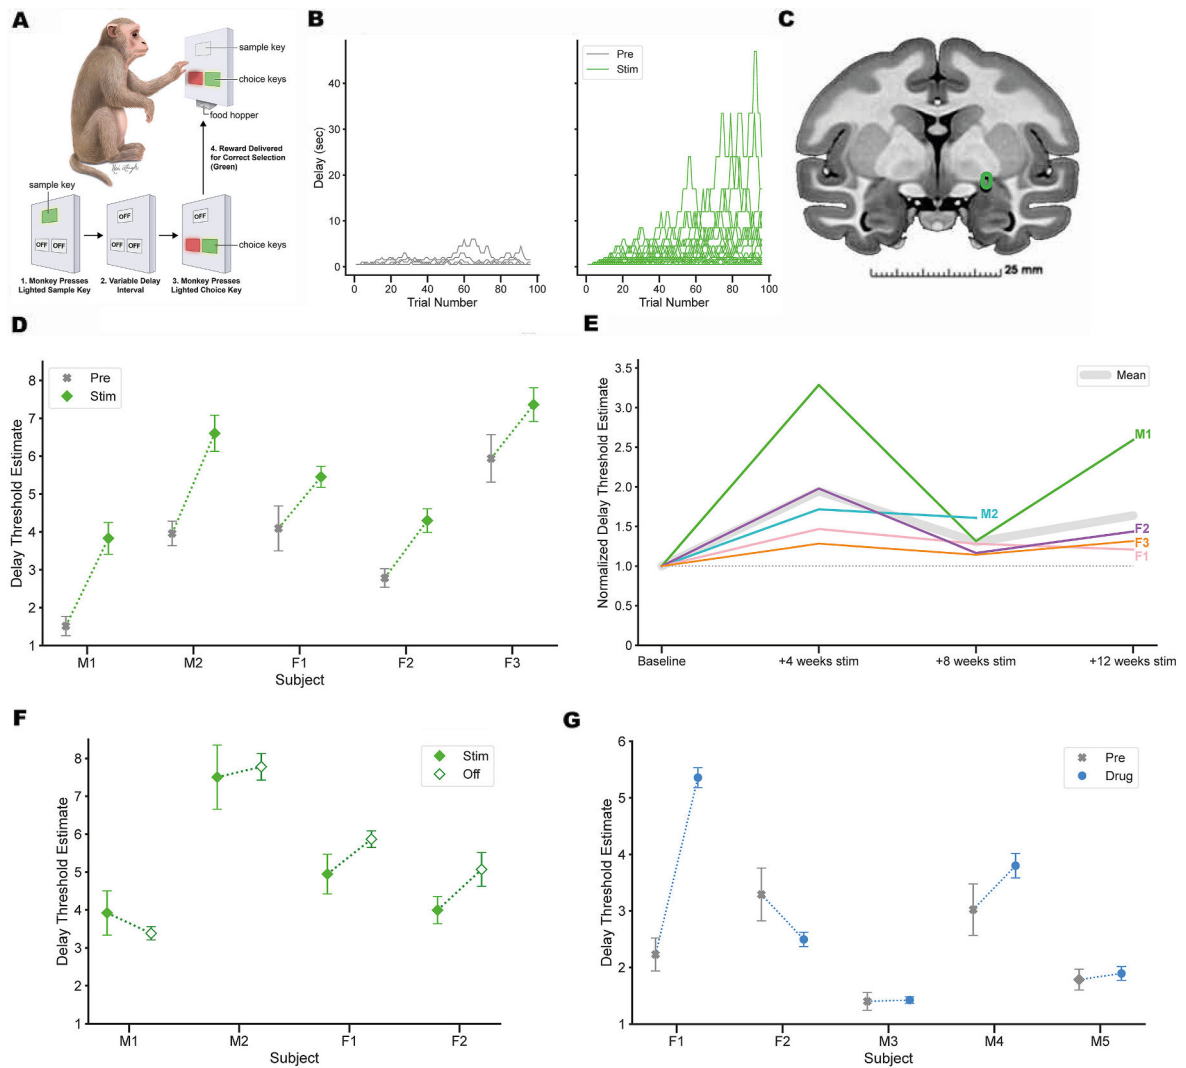 A
sample key
choice keys
food hopper
4. Reward Delivered
for Correct Selection
(Green)
sample key
OFF
OFF
OFF OFF
OFF OFF
choice keys
1. Monkey Presses
Lighted Sample Key
2. Variable Delay
Interval
3. Monkey Presses
Lighted Choice Key
B
Pre
Stim
Delay (sec)
40
30
20
10
0
0 20 40 60 80 100
Trial Number
0 20 40 60 80 100
Trial Number
C
25 mm
D
Pre
Stim
Delay Threshold Estimate
8
7
6
5
4
3
2
1
M1 M2 F1 F2 F3
Subject
E
Mean
Normalized Delay Threshold Estimate
3.5
3.0
2.5
2.0
1.5
1.0
0.5
0
M1
M2
F2
F3
F1
Baseline +4 weeks stim +8 weeks stim +12 weeks stim
F
Stim
Off
Delay Threshold Estimate
8
7
6
5
4
3
2
1
M1 M2 F1 F2
Subject
G
Pre
Drug
Delay Threshold Estimate
6
5
4
3
2
1
F1 F2 M3 M4 M5
Subject